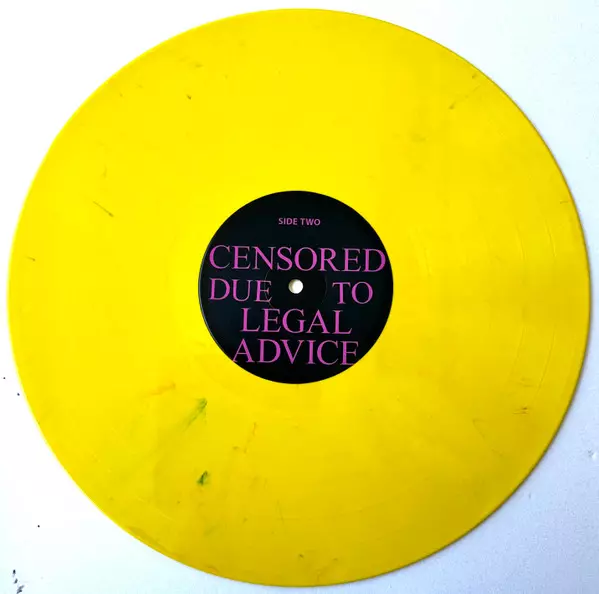 SIDE TWO
CENSORED
DUE TO
LEGAL
ADVICE